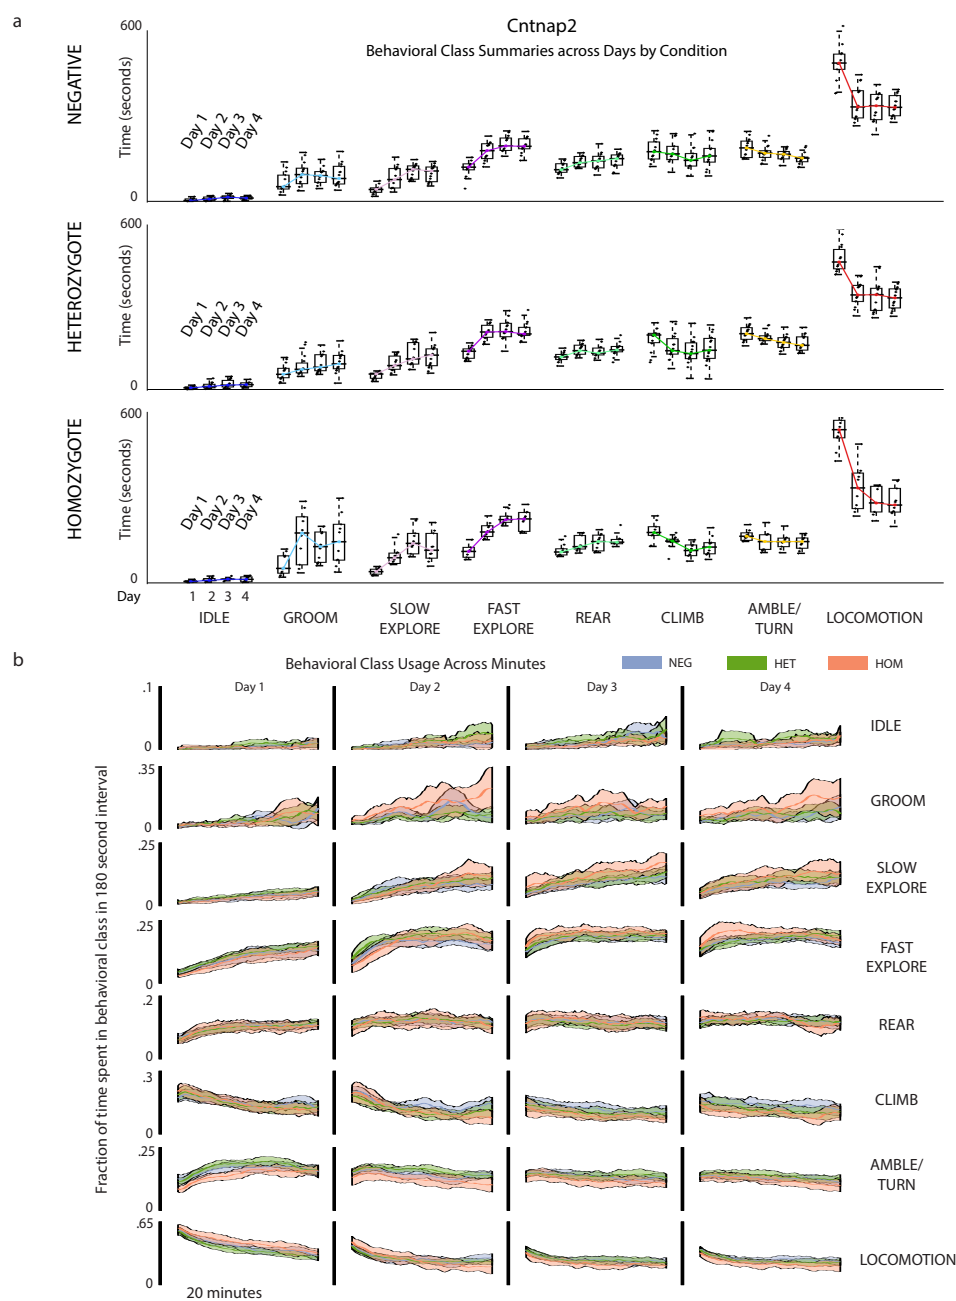 a
Cntnap2
Behavioral Class Summaries across Days by Condition
NEGATIVE
Time (seconds)
600
0
Day 1
Day 2
Day 3
Day 4
HETEROZYGOTE
Time (seconds)
600
0
Day 1
Day 2
Day 3
Day 4
HOMOZYGOTE
Time (seconds)
600
0
Day 1
Day 2
Day 3
Day 4
Day 1 2 3 4
IDLE
GROOM
SLOW
EXPLORE
FAST
EXPLORE
REAR
CLIMB
AMBLE/
TURN
LOCOMOTION
b
Behavioral Class Usage Across Minutes
NEG
HET
HOM
Day 1
Day 2
Day 3
Day 4
Fraction of time spent in behavioral class in 180 second interval
.1
0
IDLE
.35
0
GROOM
.25
0
SLOW
EXPLORE
.25
0
FAST
EXPLORE
.2
0
REAR
.3
0
CLIMB
.25
0
AMBLE/
TURN
.65
0
LOCOMOTION
20 minutes